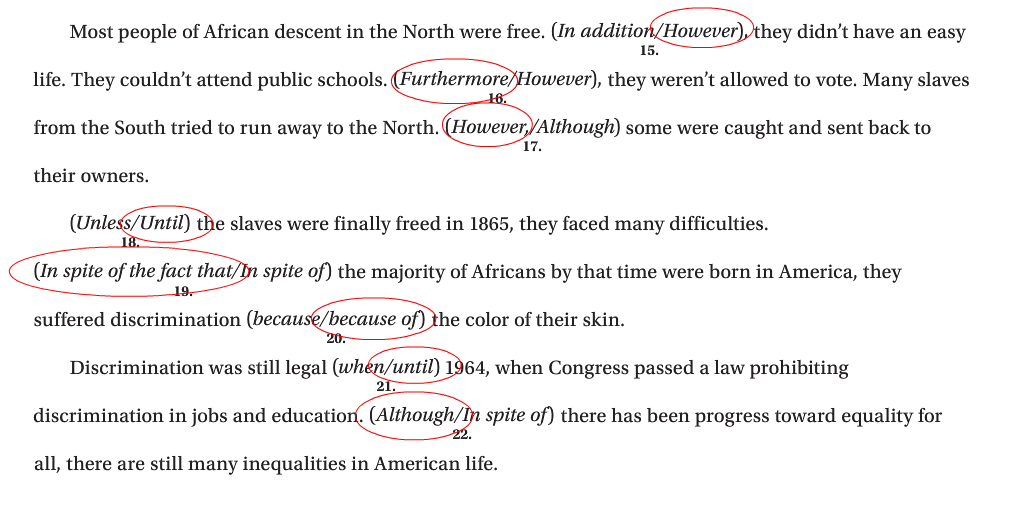 Most people of African descent in the North were free. (In addition/However), they didn't have an easy
15.
life. They couldn't attend public schools. (Furthermore/However), they weren't allowed to vote. Many slaves
16.
from the South tried to run away to the North. (However,/Although) some were caught and sent back to
17.
their owners.
(Unless/Until) the slaves were finally freed in 1865, they faced many difficulties.
18.
(In spite of the fact that/In spite of) the majority of Africans by that time were born in America, they
19.
suffered discrimination (because/because of) the color of their skin.
20.
Discrimination was still legal (when/until) 1964, when Congress passed a law prohibiting
21.
discrimination in jobs and education. (Although/In spite of) there has been progress toward equality for
22.
all, there are still many inequalities in American life.